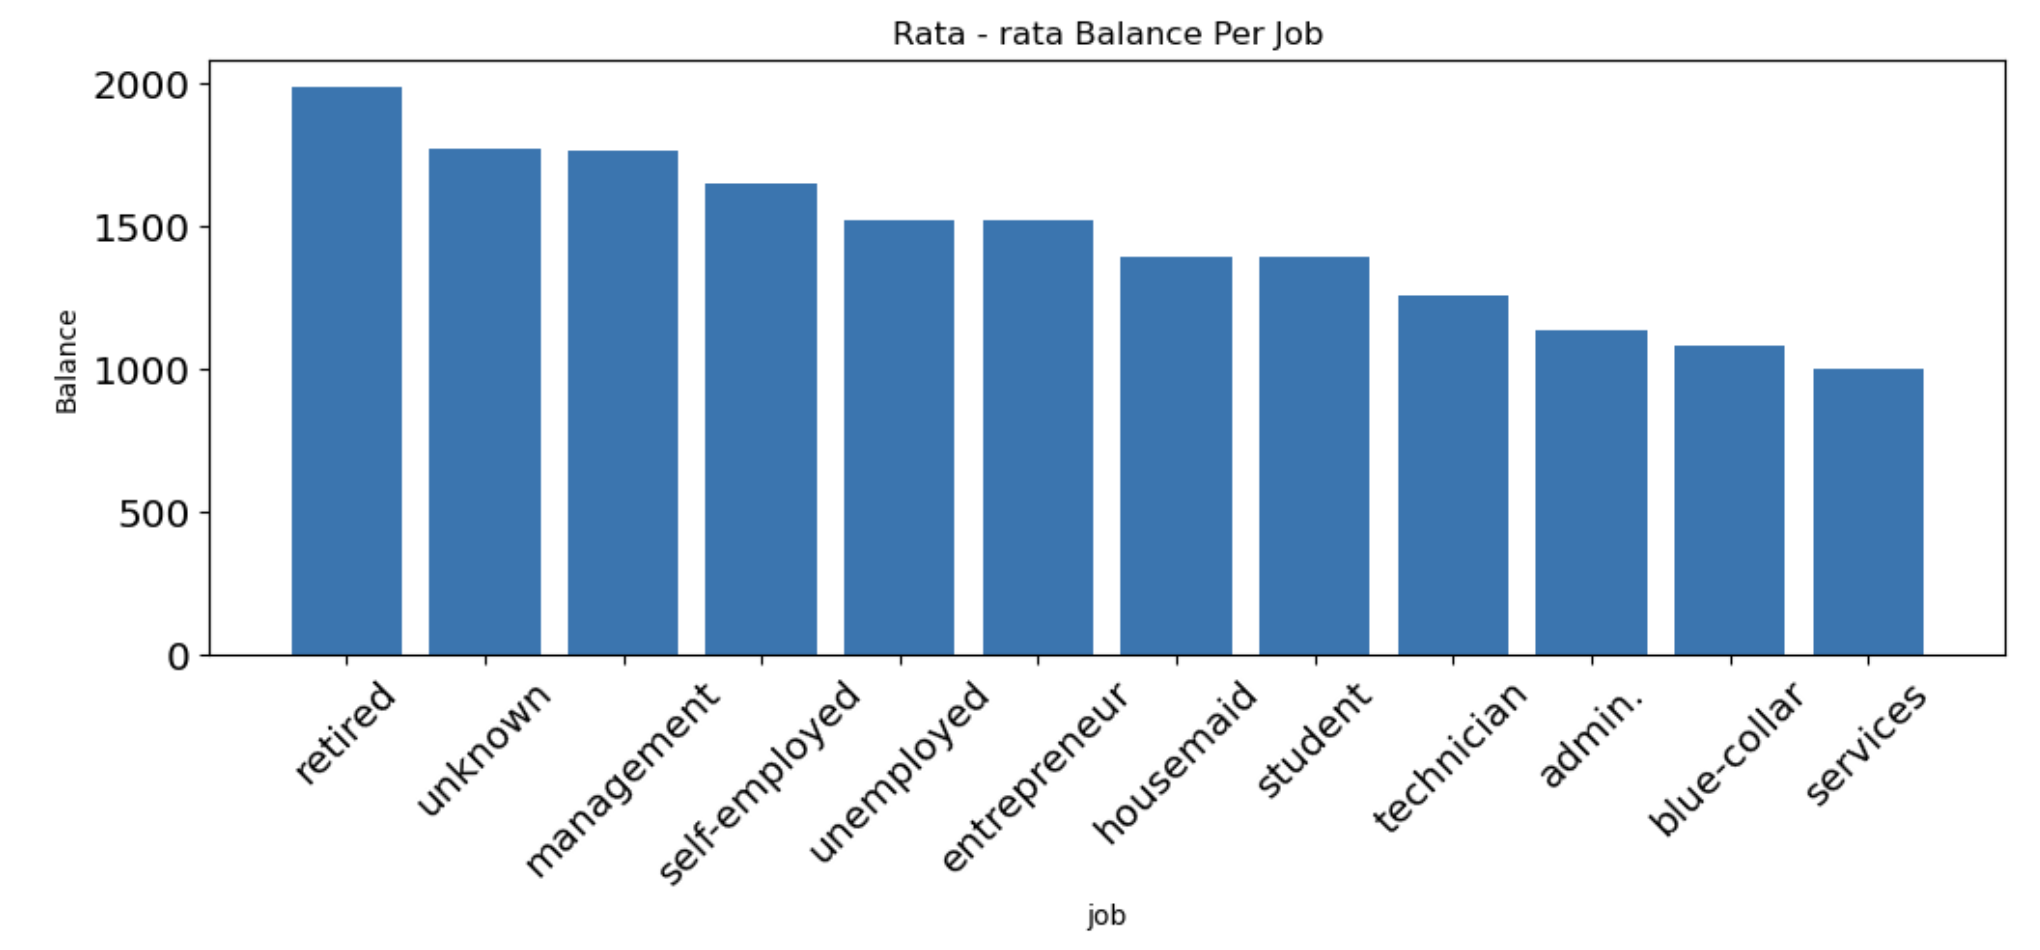 Rata - rata Balance Per Job
2000
1500
1000
500
0
Balance
retired
unknown
management
self-employed
unemployed
entrepreneur
housemaid
student
technician
admin.
blue-collar
services
job